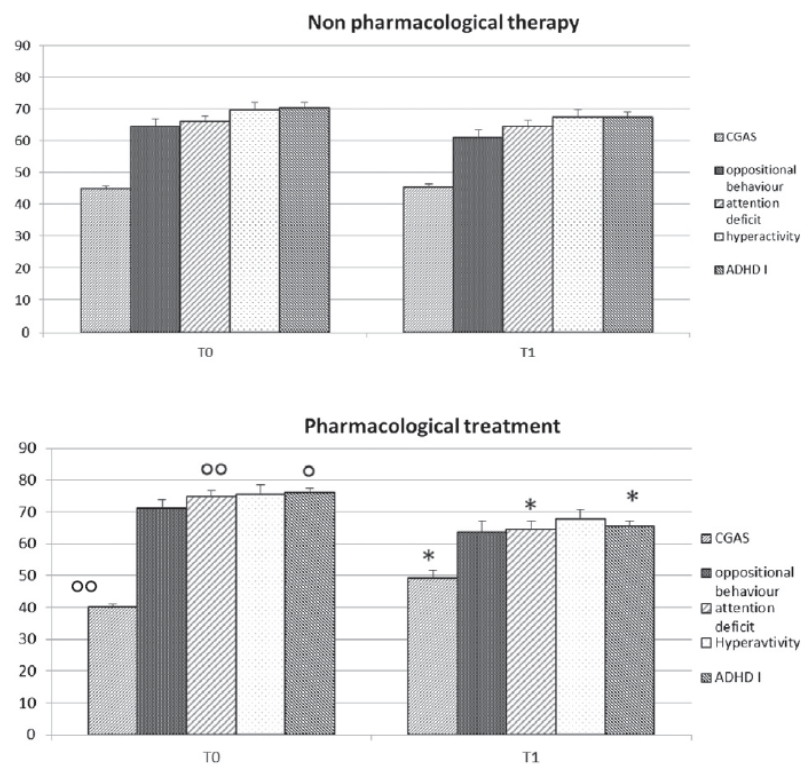 Non pharmacological therapy
90
80
70
60
50
40
30
20
10
0
T0
T1
CGAS
oppositional
behaviour
attention
deficit
hyperactivity
ADHD I
Pharmacological treatment
90
80
70
60
50
40
30
20
10
0
°°
°°
°
*
*
*
T0
T1
CGAS
oppositional
behaviour
attention
deficit
Hyperavtivity
ADHD I